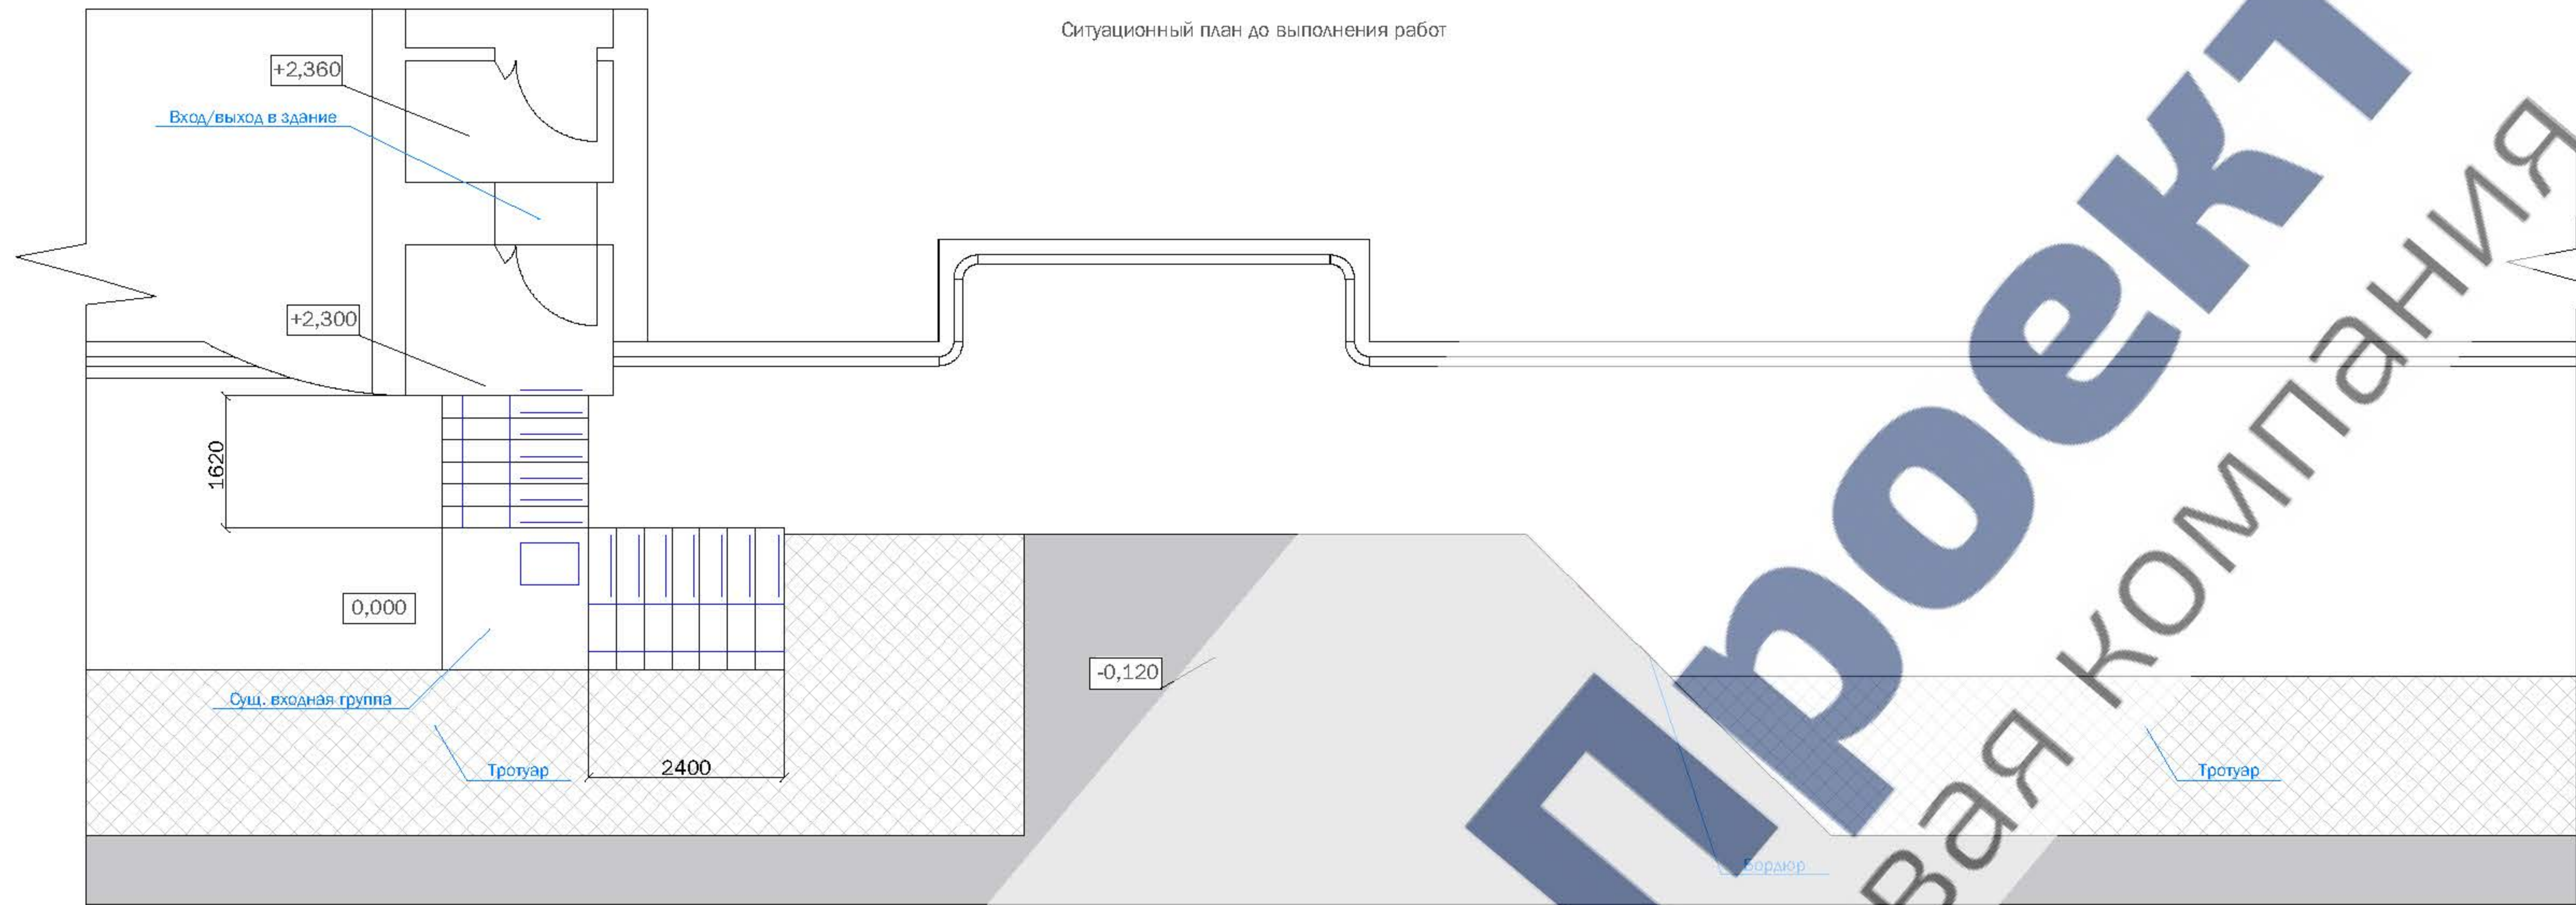 Ситуационный план до выполнения работ
+2,360
Вход/выход в здание
+2,300
1620
0,000
-0,120
Сущ. входная группа
Тротуар
2400
Тротуар
Бордюр
Проект
вая компания